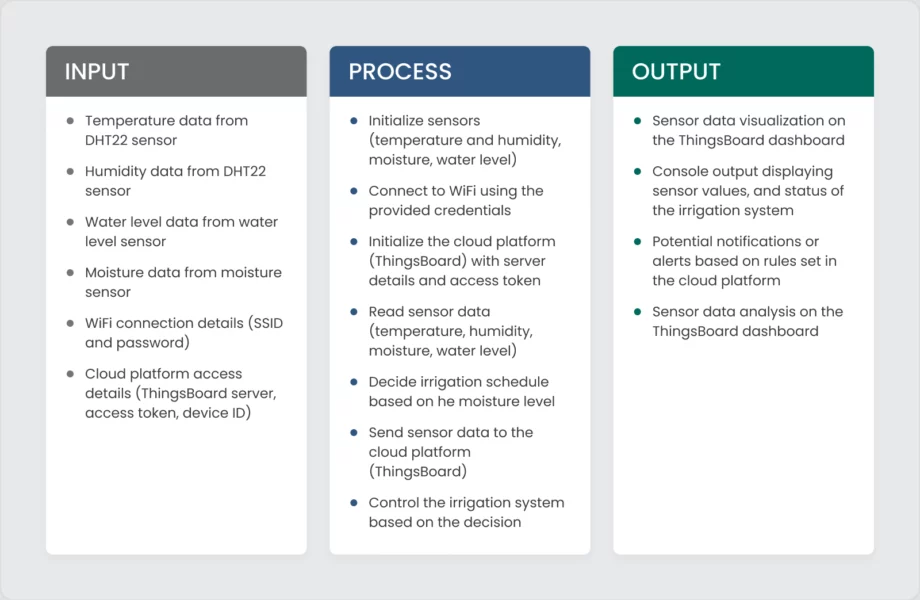 INPUT
Temperature data from
DHT22 sensor
Humidity data from DHT22
sensor
Water level data from water
level sensor
Moisture data from moisture
sensor
WiFi connection details (SSID
and password)
Cloud platform access
details (ThingsBoard server,
access token, device ID)
PROCESS
Initialize sensors
(temperature and humidity,
moisture, water level)
Connect to WiFi using the
provided credentials
Initialize the cloud platform
(ThingsBoard) with server
details and access token
Read sensor data
(temperature, humidity,
moisture, water level)
Decide irrigation schedule
based on he moisture level
Send sensor data to the
cloud platform
(ThingsBoard)
Control the irrigation system
based on the decision
OUTPUT
Sensor data visualization on
the ThingsBoard dashboard
Console output displaying
sensor values, and status of
the irrigation system
Potential notifications or
alerts based on rules set in
the cloud platform
Sensor data analysis on the
ThingsBoard dashboard